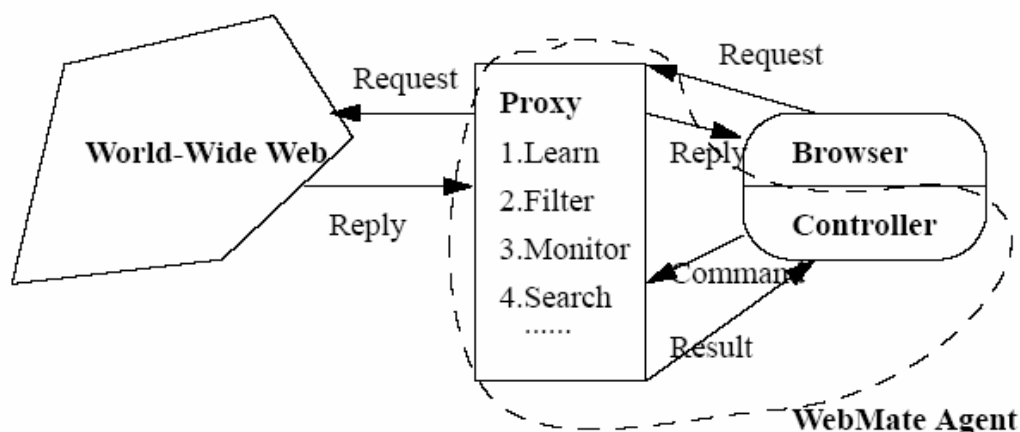 Request
Request
Proxy
World-Wide Web
1.Learn
Reply
Browser
2.Filter
Reply
Controller
3.Monitor
Command
4.Search
......
Result
WebMate Agent